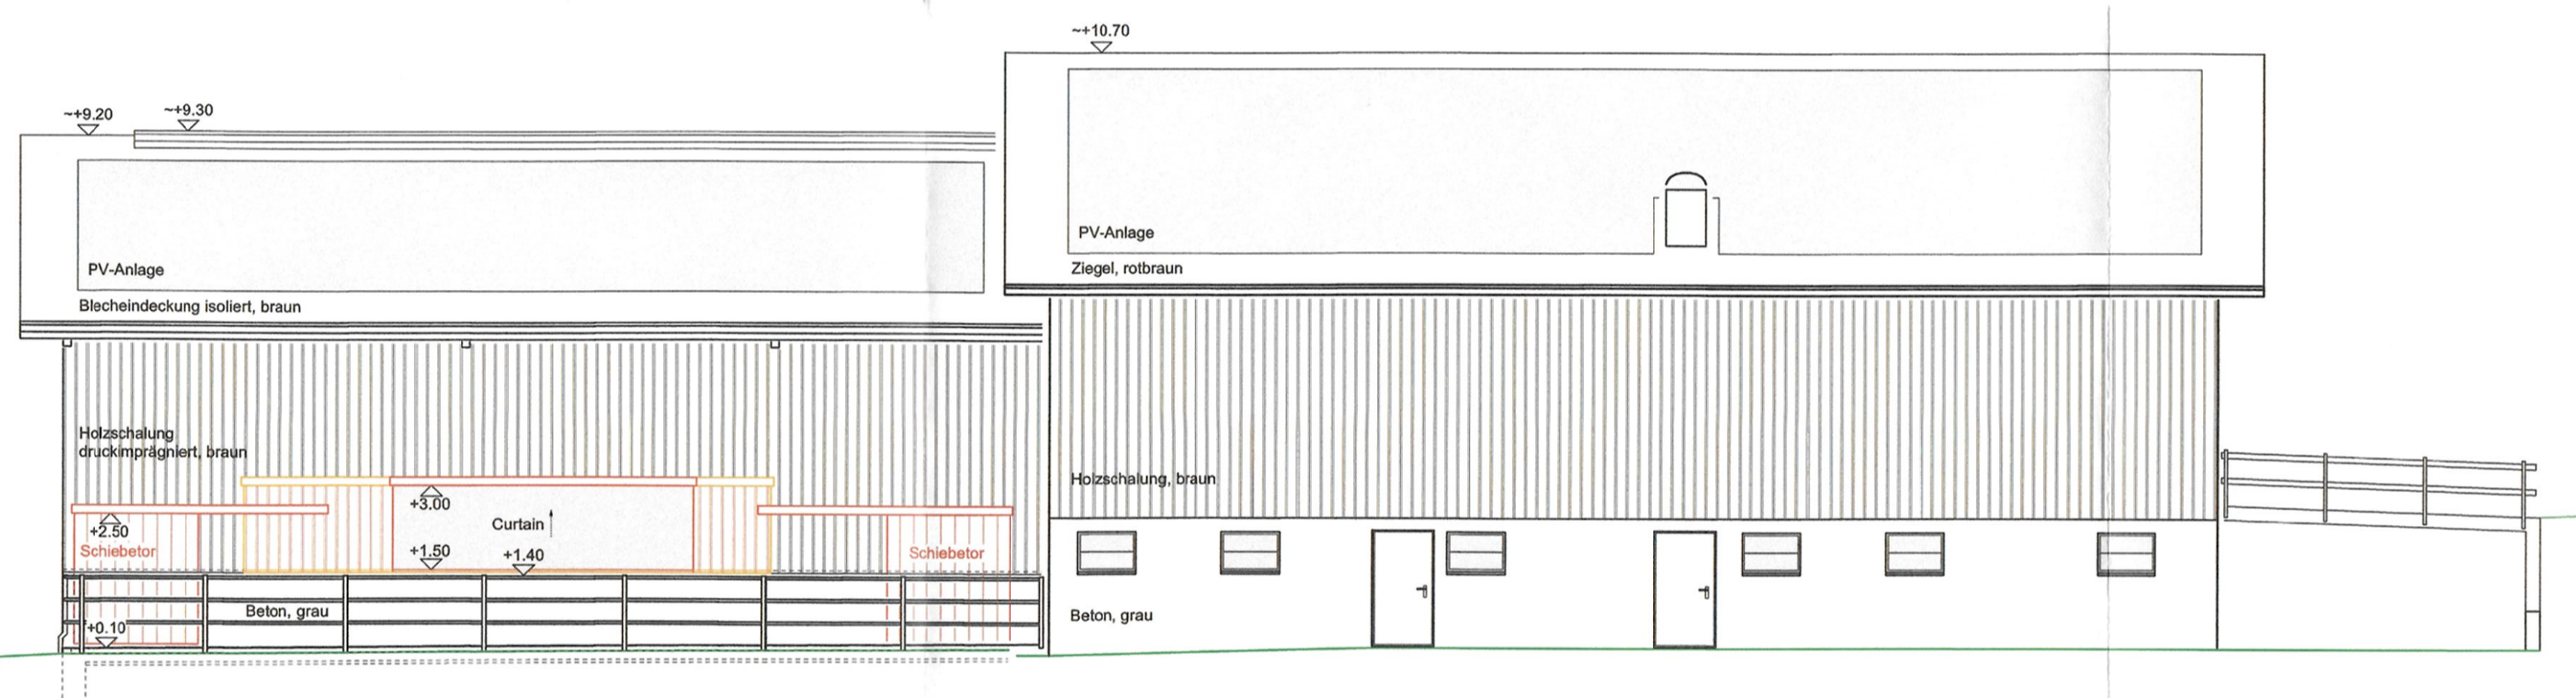 ~+10.70
~+9.20
~+9.30
PV-Anlage
Ziegel, rotbraun
PV-Anlage
Blecheindeckung isoliert, braun
Holzschalung
druckimprägniert, braun
Holzschalung, braun
+3.00
+2.50
Curtain
Schiebetor
+1.50
+1.40
Schiebetor
Beton, grau
Beton, grau
+0.10